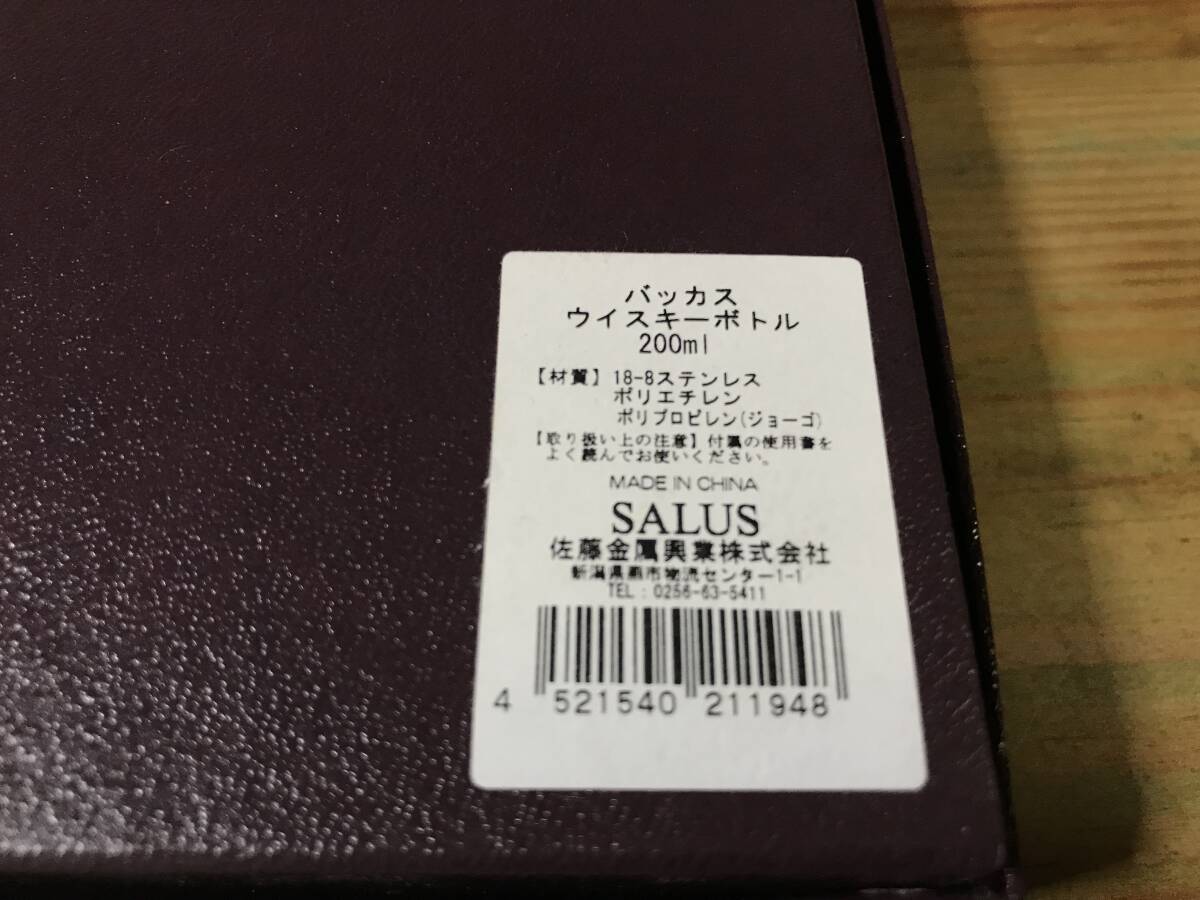 バッカス
ウイスキーボトル
200ml
【材質】18-8ステンレス
ポリエチレン
ポリプロピレン(ジョーゴ)
【取り扱い上の注意】付属の使用書を
よく読んでお使いください。
MADE IN CHINA
SALUS
佐藤金属興業株式会社
新潟県燕市物流センター1-1
TEL：0256-63-5411
4 521540 211948